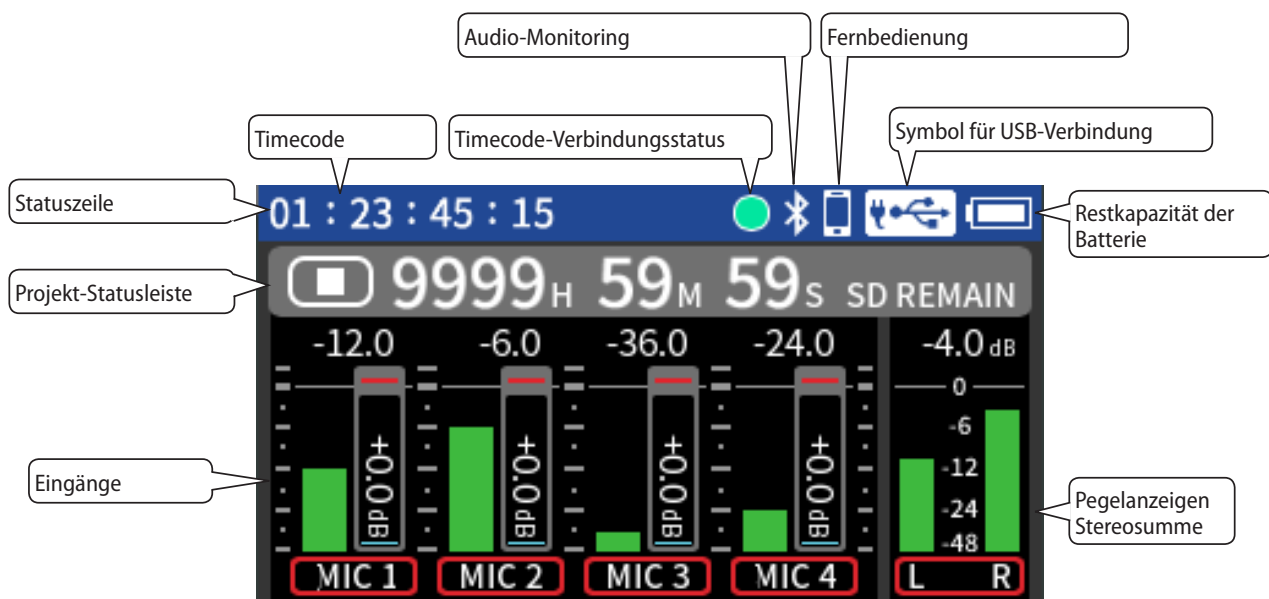 Audio-Monitoring
Fernbedienung
Timecode
Timecode-Verbindungsstatus
Symbol für USB-Verbindung
Statuszeile
01 : 23 : 45 : 15
Restkapazität der
Batterie
Projekt-Statusleiste
9999H 59M 59S SD REMAIN
-12.0 -6.0 -36.0 -24.0 -4.0 dB
0
-6
+0.0dB +0.0dB +0.0dB +0.0dB
-12
Eingänge
-24
Pegelanzeigen
Stereosumme
-48
MIC 1 MIC 2 MIC 3 MIC 4 L R